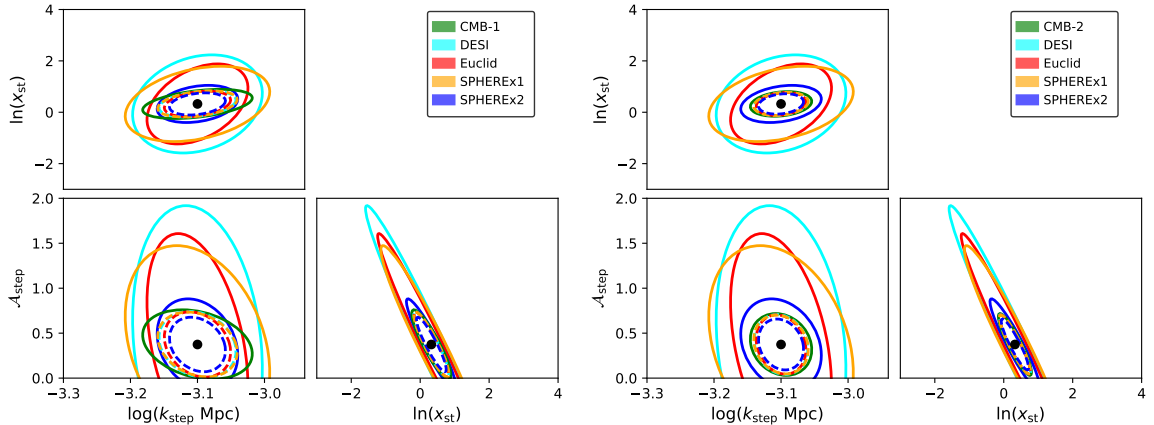 4
2
0
−2
ln(x_st)
CMB-1
DESI
Euclid
SPHEREx1
SPHEREx2
2.0
1.5
1.0
0.5
0.0
𝒜_step
−3.3 −3.2 −3.1 −3.0
log(k_step Mpc)
−2 0 2 4
ln(x_st)
4
2
0
−2
ln(x_st)
CMB-2
DESI
Euclid
SPHEREx1
SPHEREx2
2.0
1.5
1.0
0.5
0.0
𝒜_step
−3.3 −3.2 −3.1 −3.0
log(k_step Mpc)
−2 0 2 4
ln(x_st)